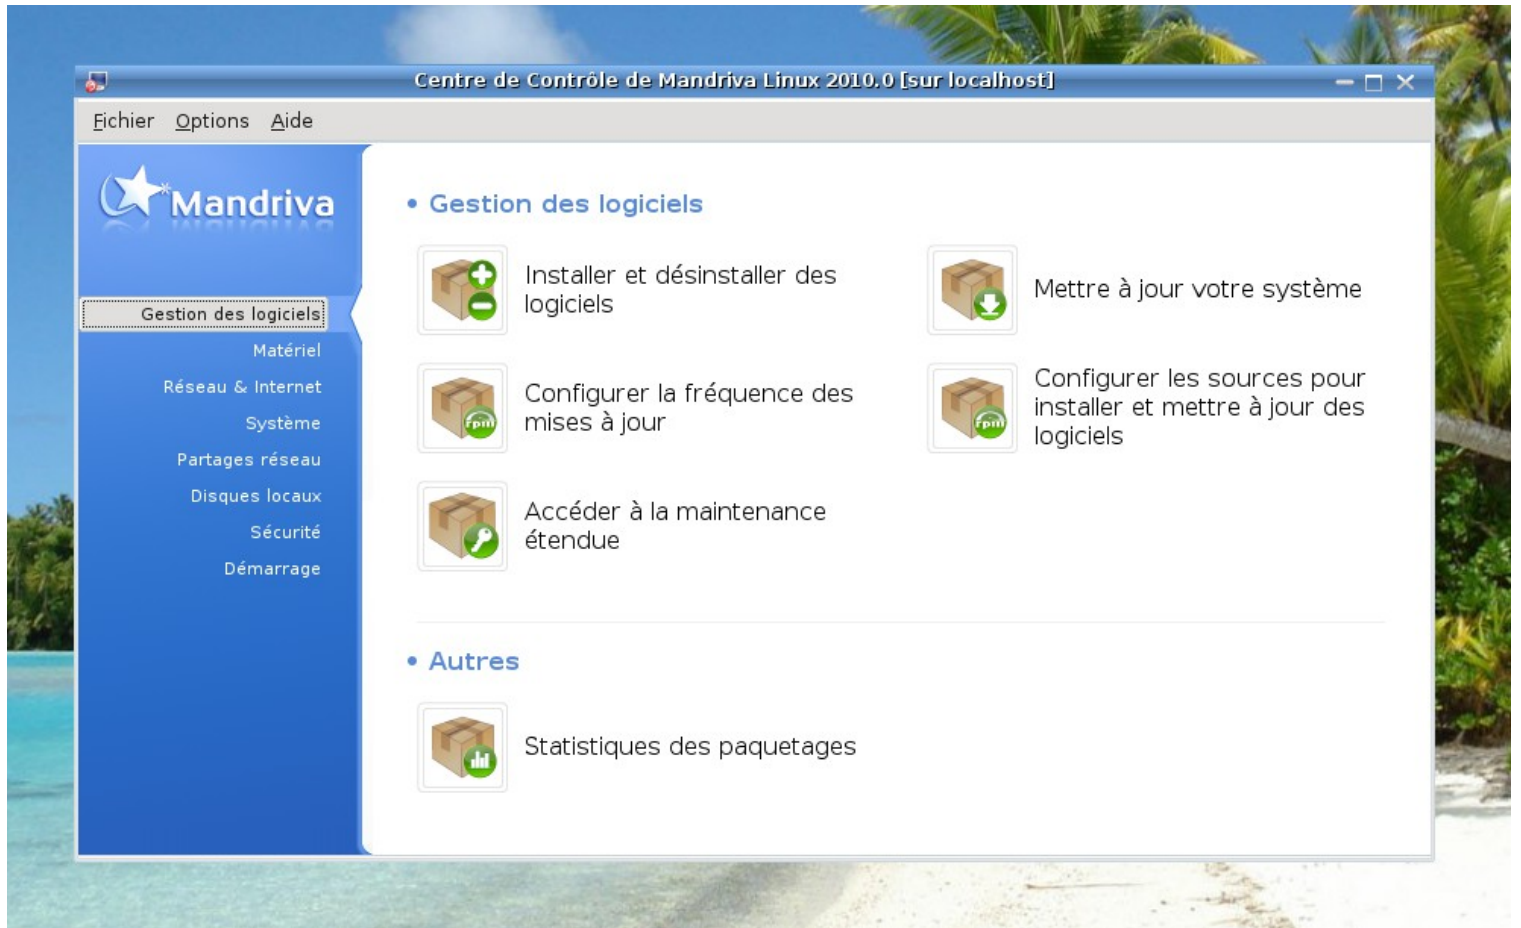 Centre de Contrôle de Mandriva Linux 2010.0 [sur localhost]
Fichier Options Aide
Mandriva
Gestion des logiciels
Matériel
Réseau & Internet
Système
Partages réseau
Disques locaux
Sécurité
Démarrage
• Gestion des logiciels
Installer et désinstaller des
logiciels
Mettre à jour votre système
rpm
Configurer la fréquence des
mises à jour
rpm
Configurer les sources pour
installer et mettre à jour des
logiciels
Accéder à la maintenance
étendue
• Autres
Statistiques des paquetages